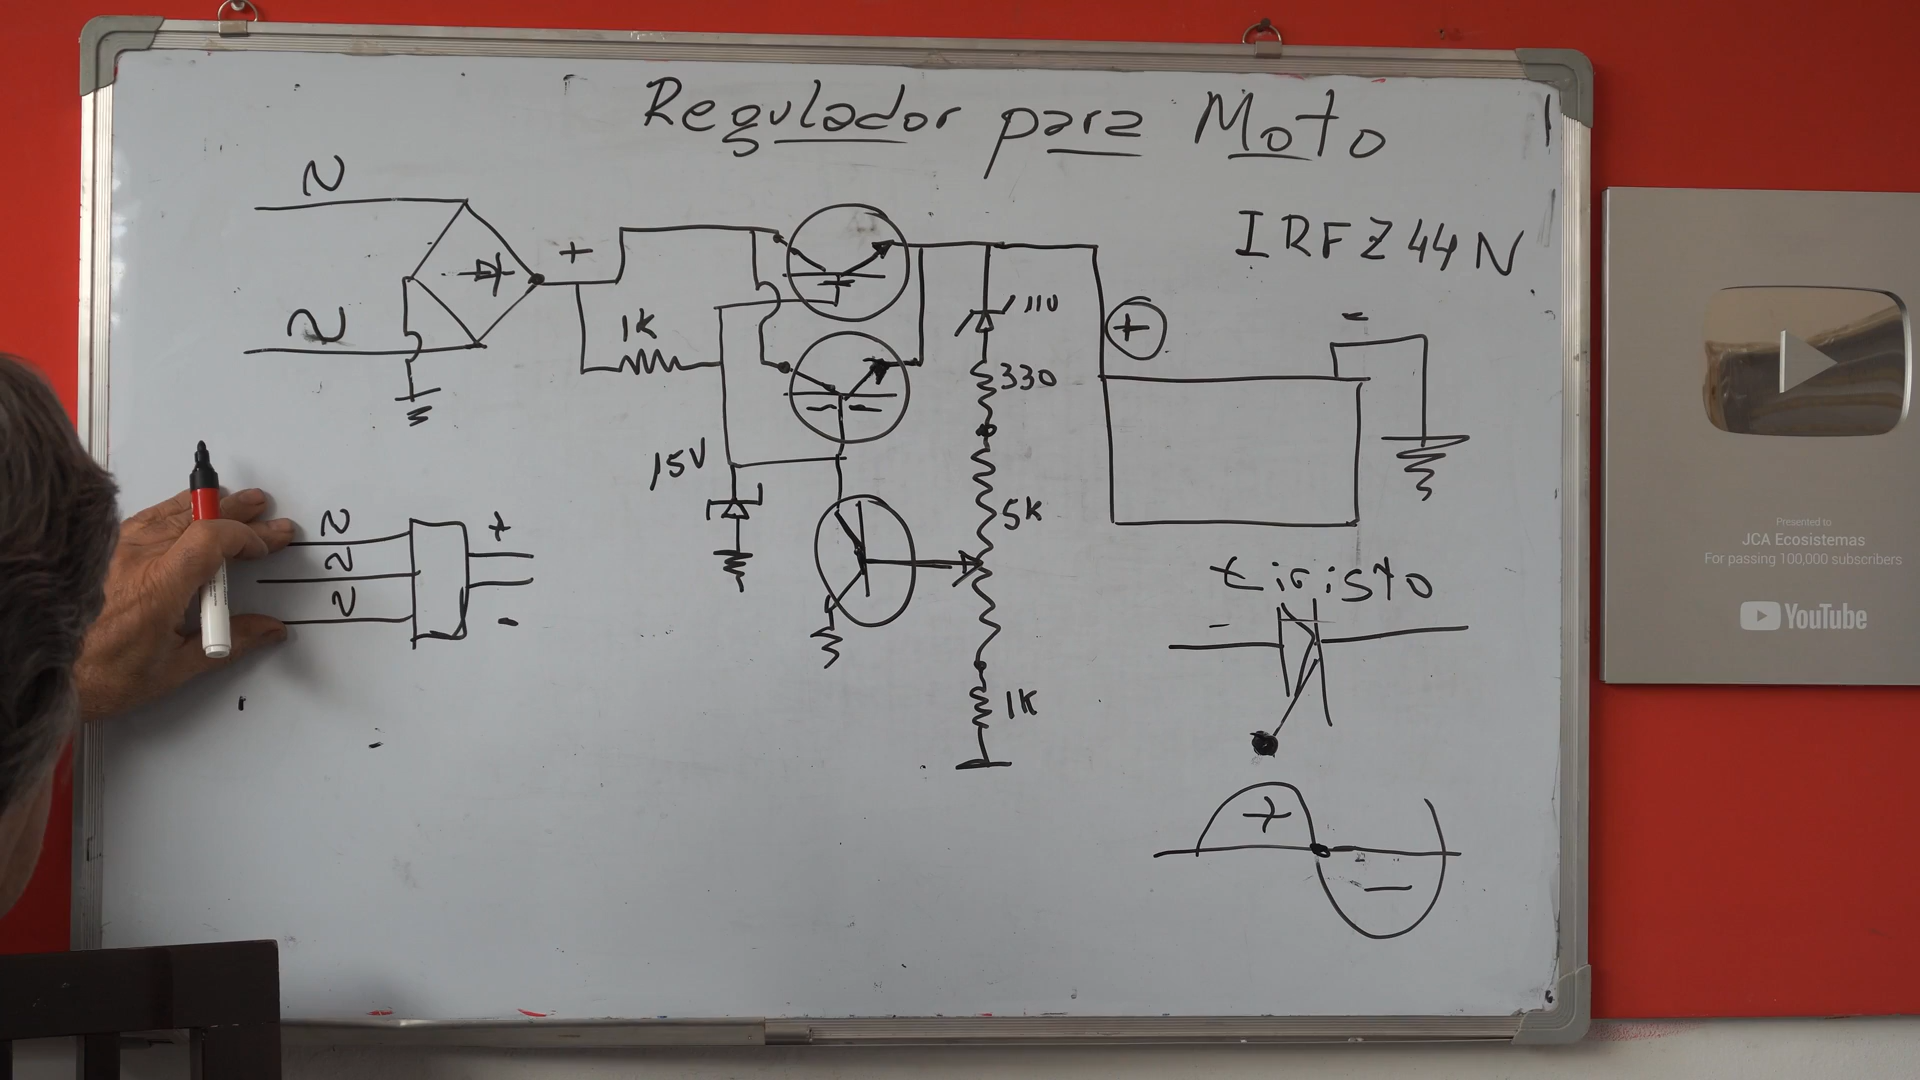 Regulador para Moto
IRFZ44N
+
1K
11V
330
+
-
15V
5K
+
-
1K
tiristo
-
+
-
Presented to
JCA Ecosistemas
For passing 100,000 subscribers
YouTube